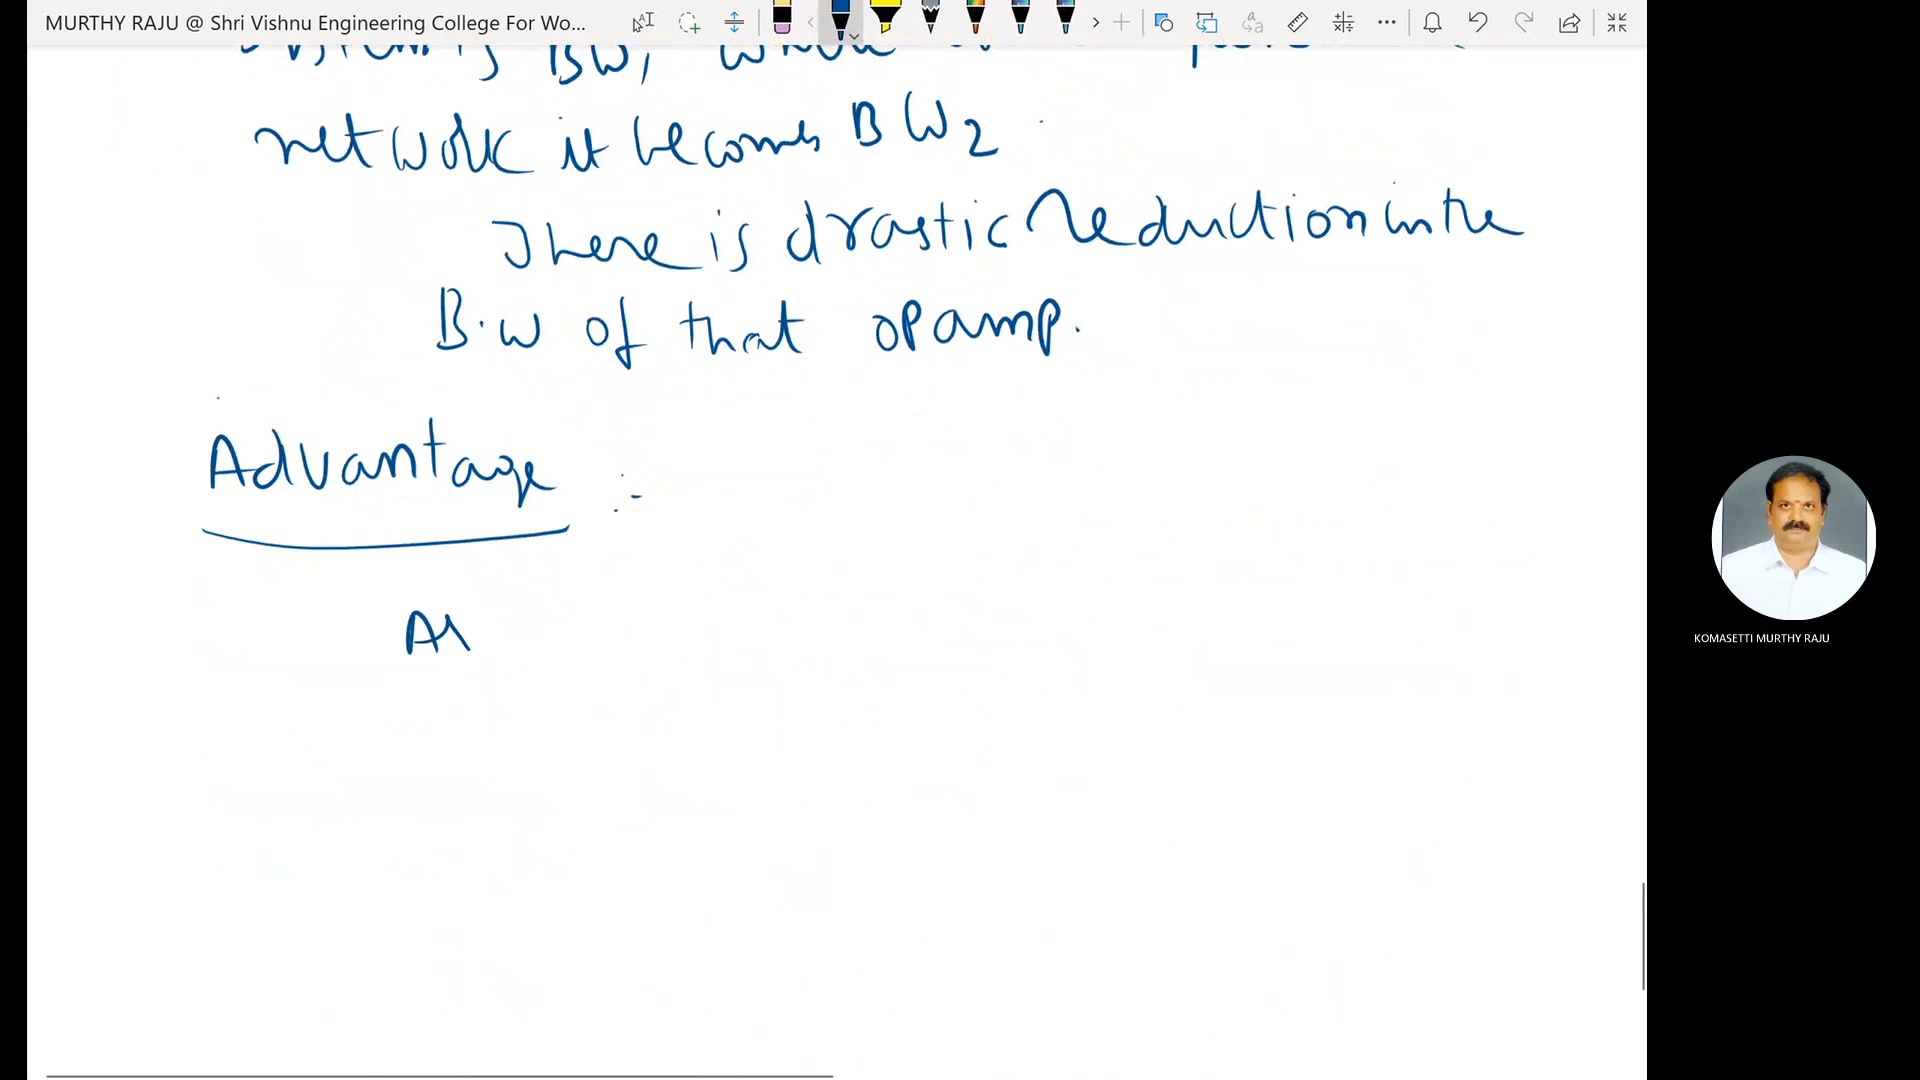 MURTHY RAJU @ Shri Vishnu Engineering College For Wo...
BW,
network it becomes BW2
There is drastic reduction in the
B.W of that opamp.
Advantage :-
KOMASETTI MURTHY RAJU